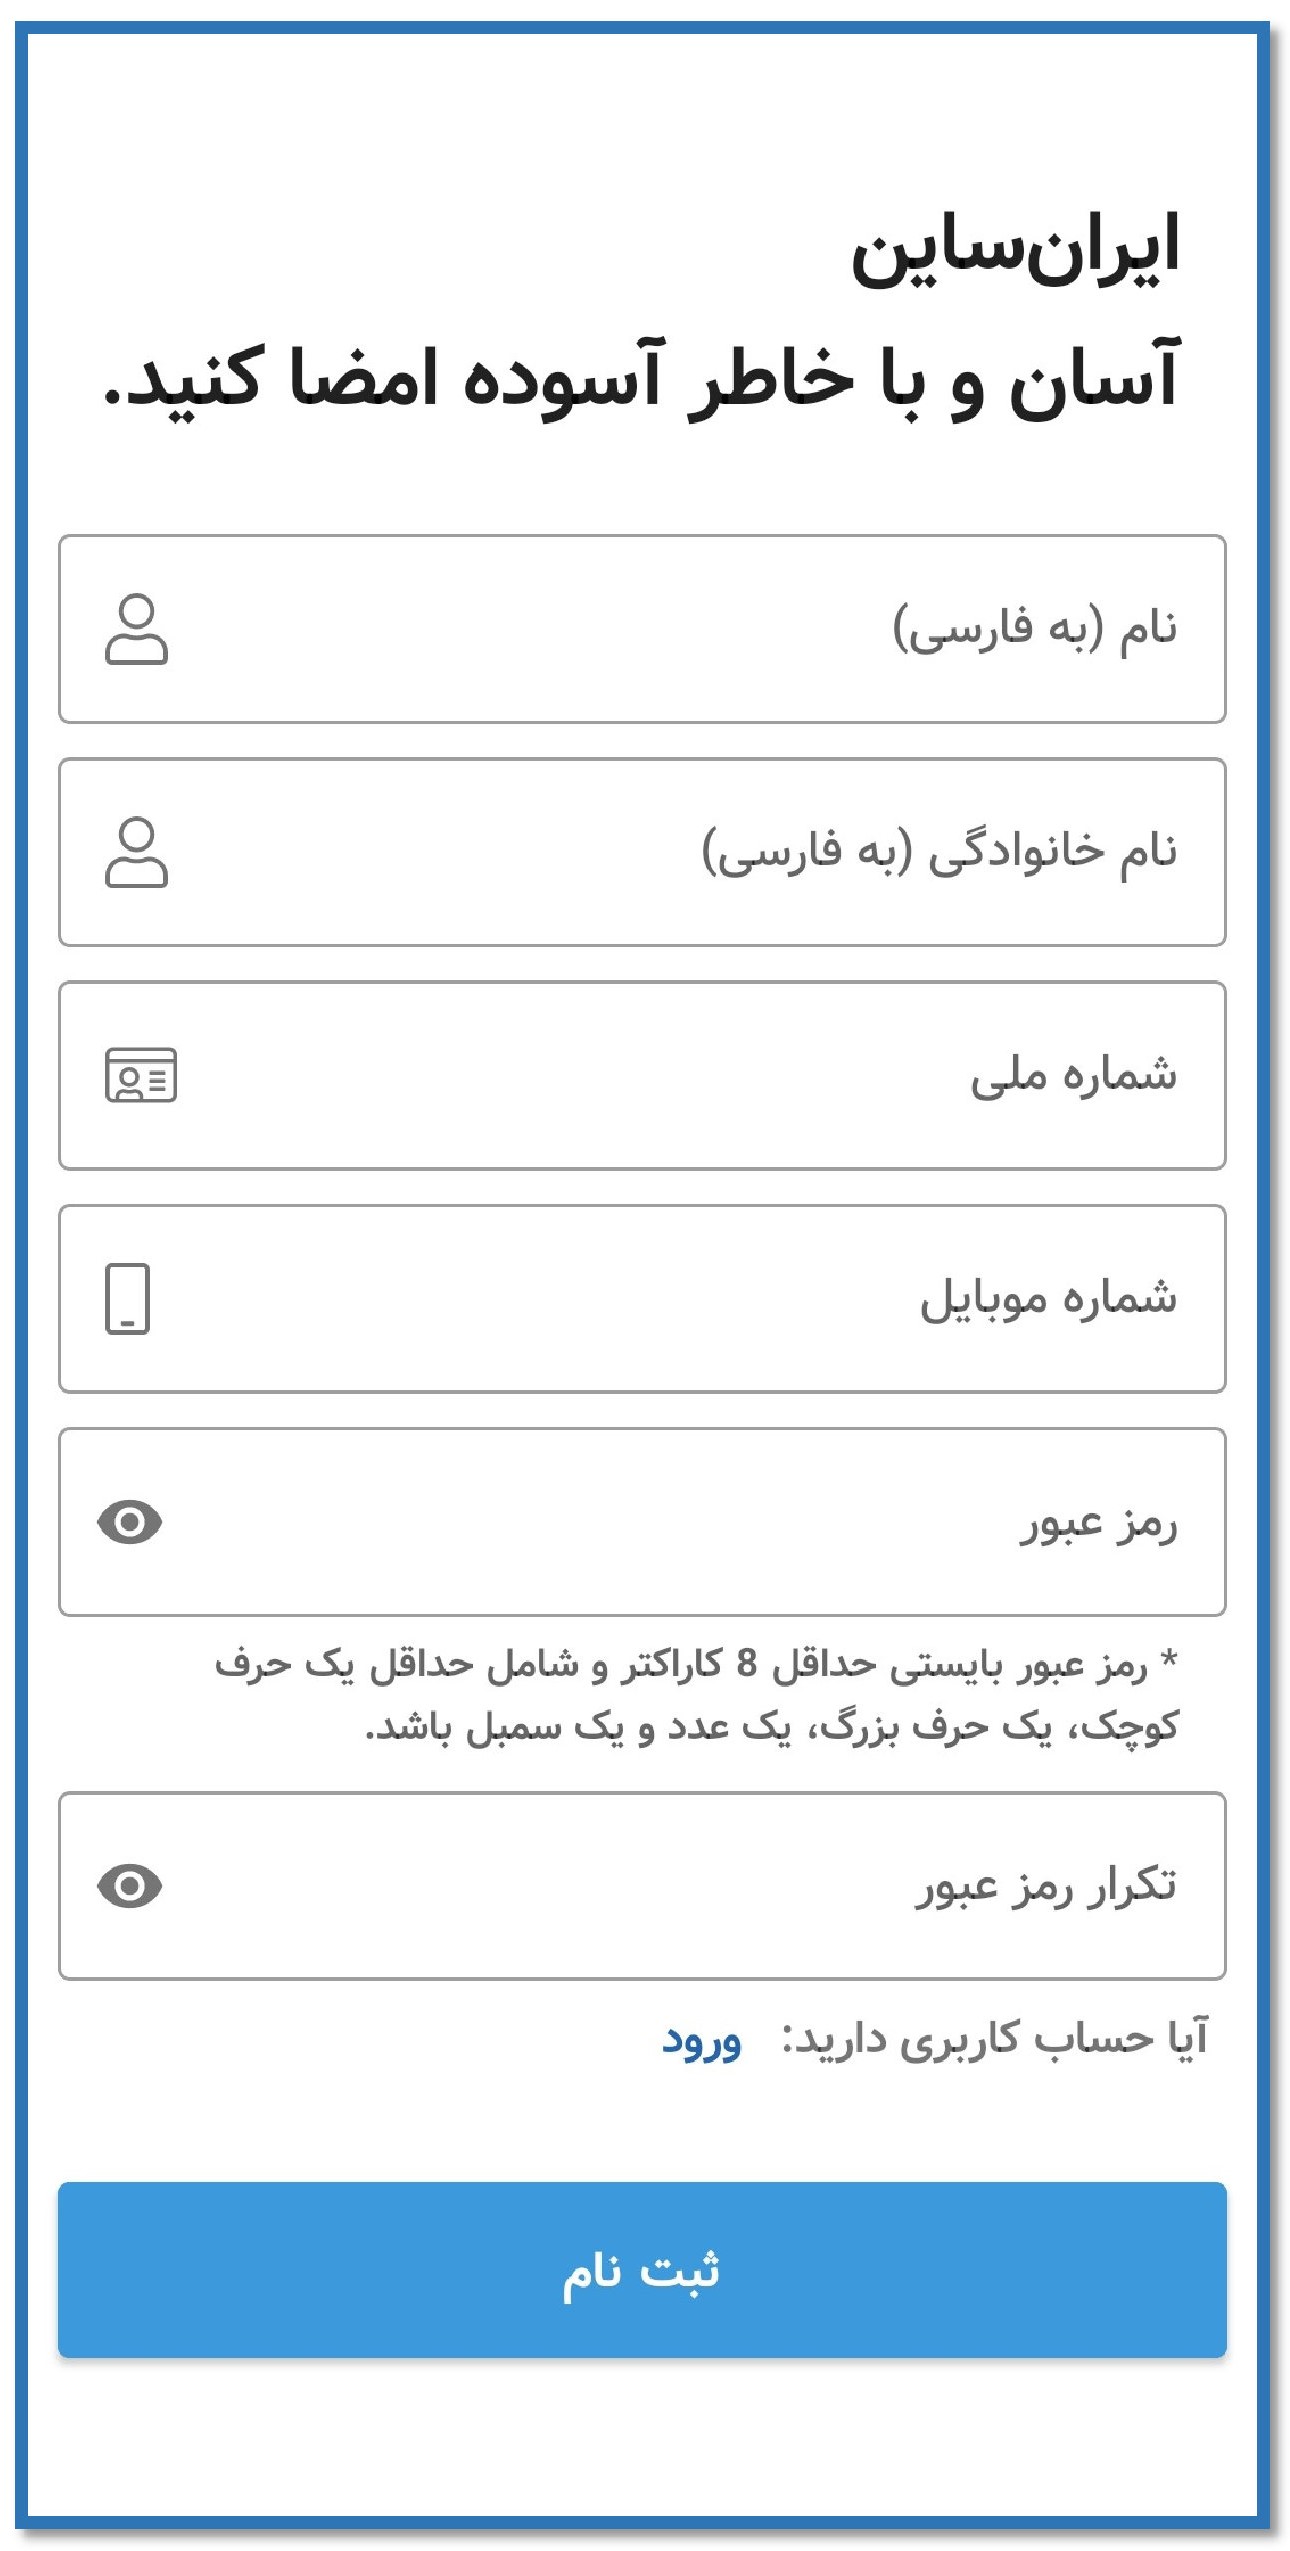 ایران‌ساین
آسان و با خاطر آسوده امضا کنید.
نام (به فارسی)
نام خانوادگی (به فارسی)
شماره ملی
شماره موبایل
رمز عبور
* رمز عبور بایستی حداقل 8 کاراکتر و شامل حداقل یک حرف
کوچک، یک حرف بزرگ، یک عدد و یک سمبل باشد.
تکرار رمز عبور
آیا حساب کاربری دارید: ورود
ثبت نام